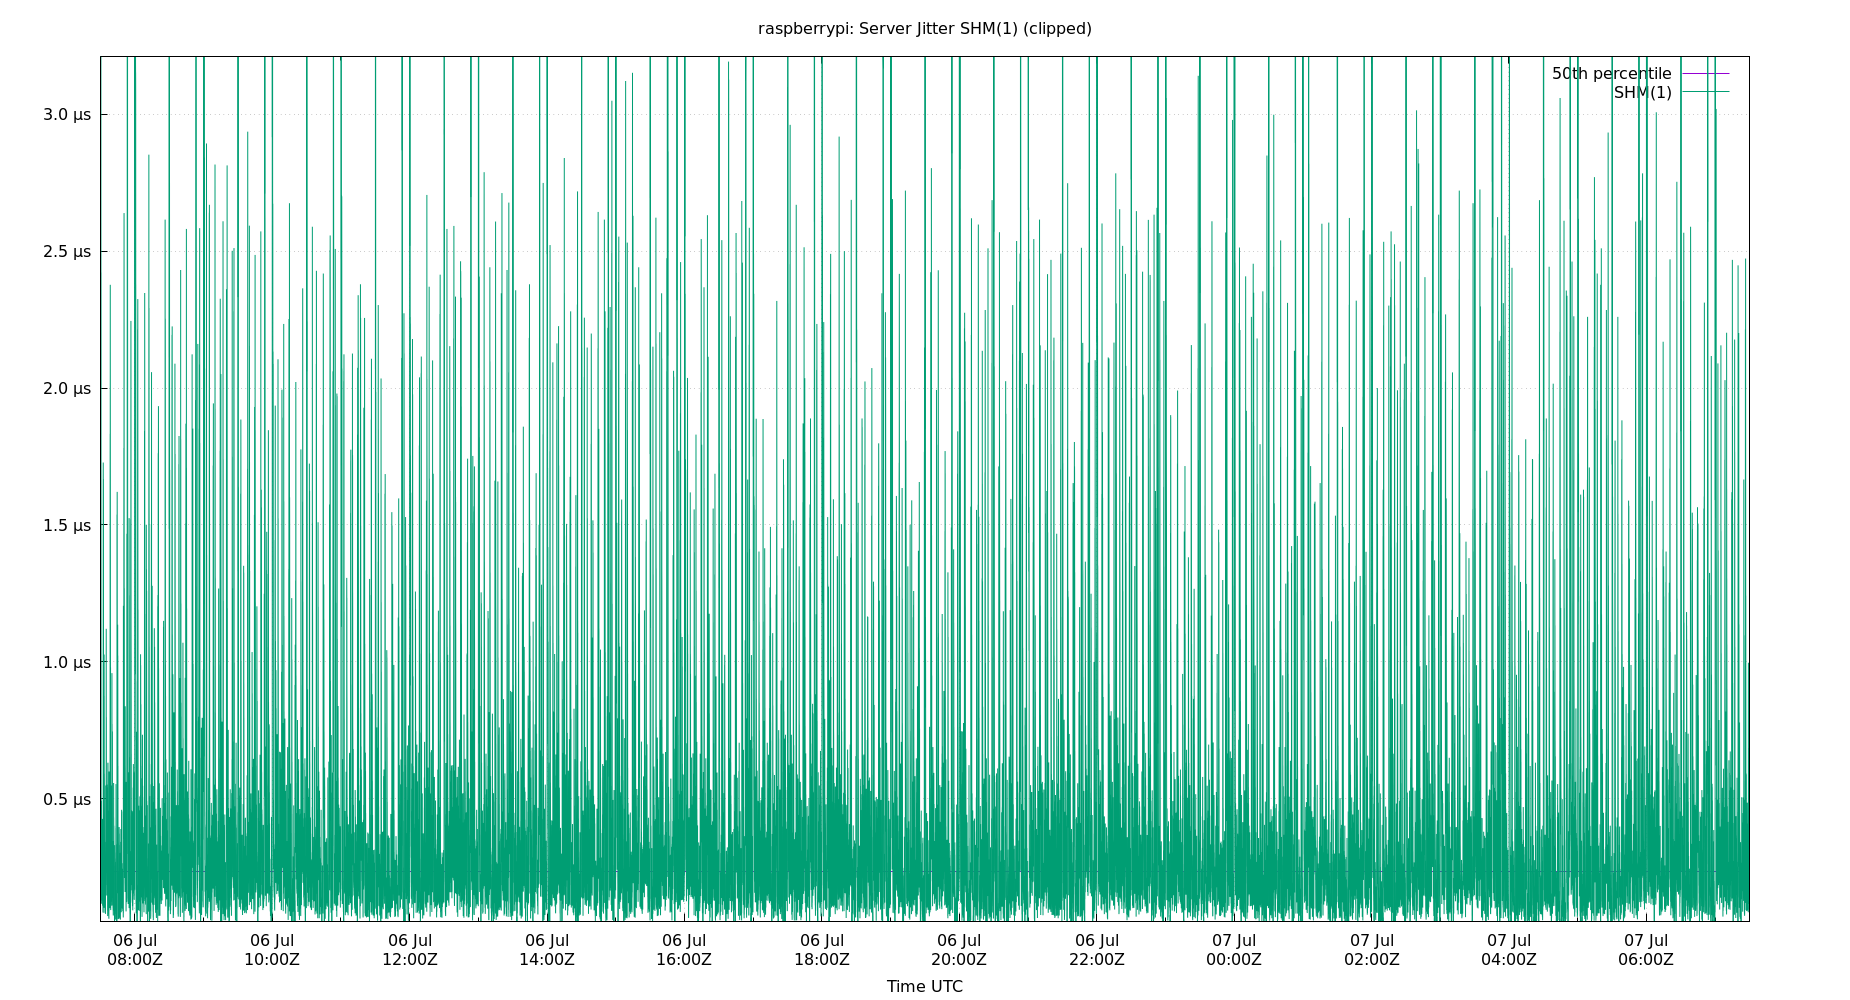 raspberrypi: Server Jitter SHM(1) (clipped)
50th percentile
SHM(1)
3.0 µs
2.5 µs
2.0 µs
1.5 µs
1.0 µs
0.5 µs
06 Jul 06 Jul 06 Jul 06 Jul 06 Jul 06 Jul 06 Jul 06 Jul 07 Jul 07 Jul 07 Jul 07 Jul
08:00Z 10:00Z 12:00Z 14:00Z 16:00Z 18:00Z 20:00Z 22:00Z 00:00Z 02:00Z 04:00Z 06:00Z
Time UTC